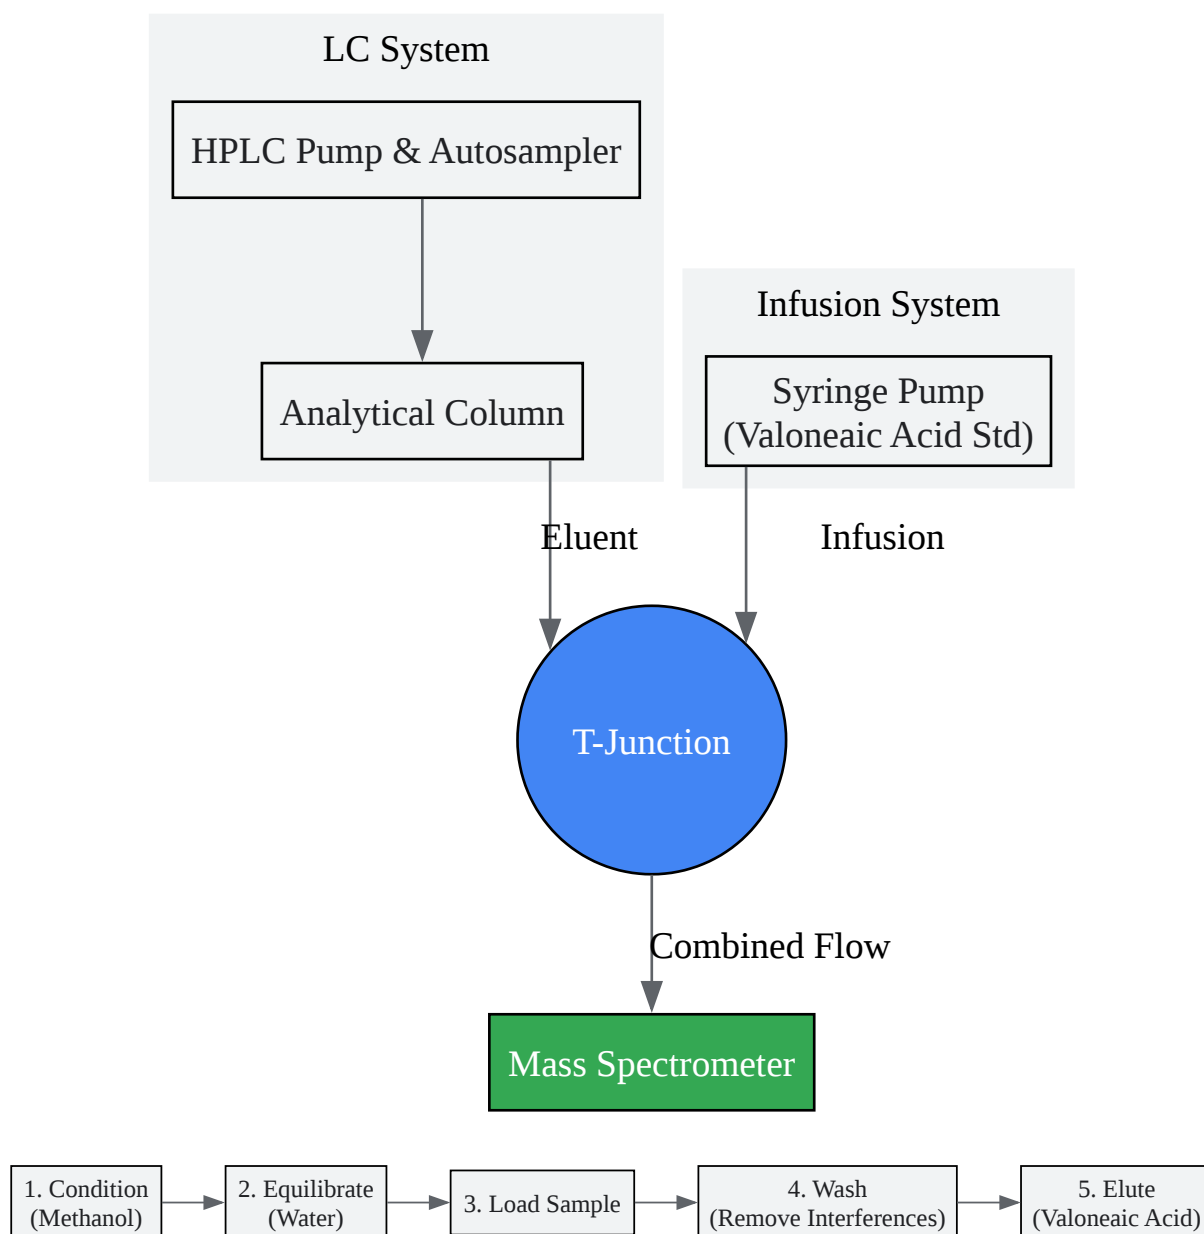 LC System
HPLC Pump & Autosampler
Analytical Column
Infusion System
Syringe Pump
(Valoneaic Acid Std)
Eluent
Infusion
T-Junction
Combined Flow
Mass Spectrometer
1. Condition
(Methanol)
2. Equilibrate
(Water)
3. Load Sample
4. Wash
(Remove Interferences)
5. Elute
(Valoneaic Acid)